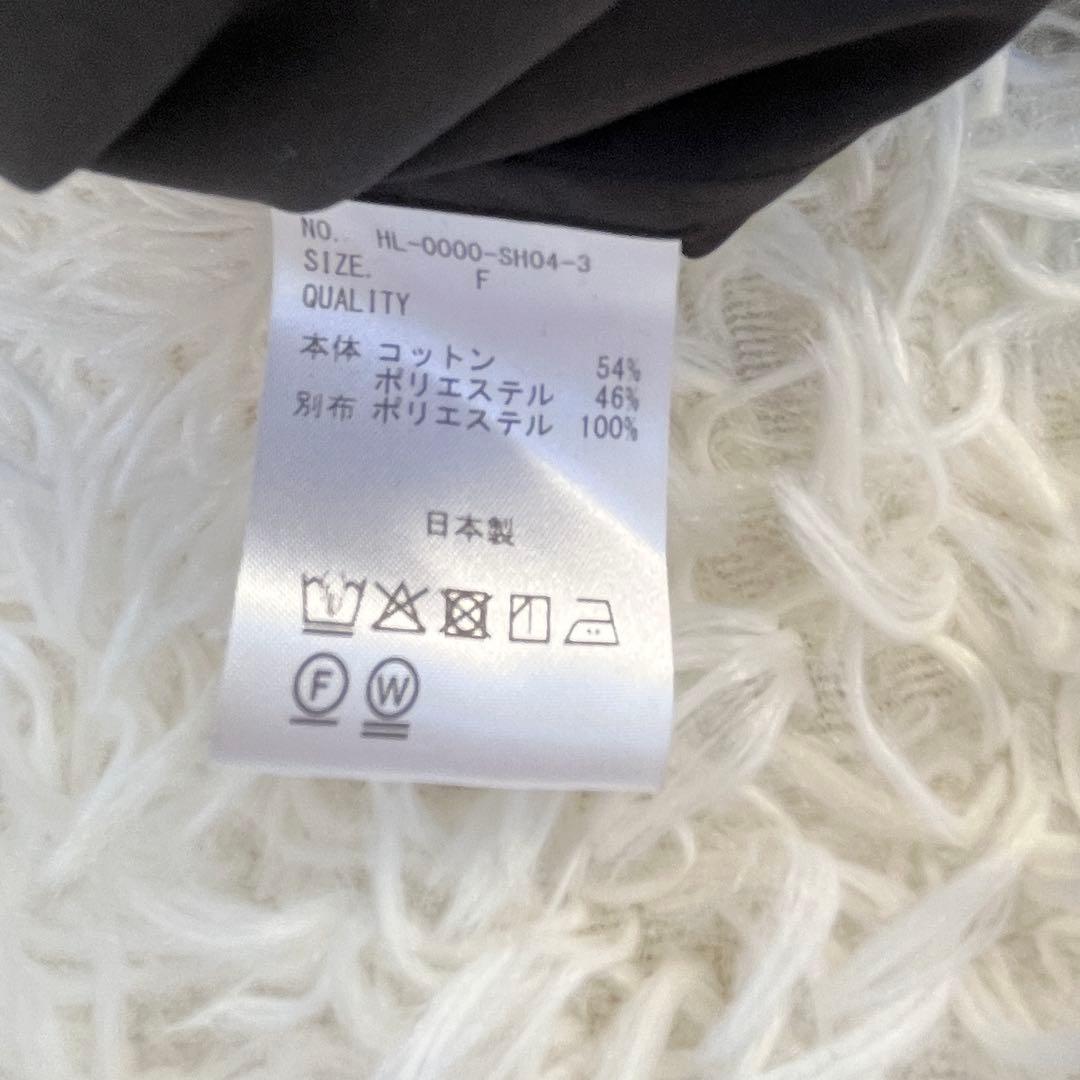 NO. HL-0000-SH04-3
SIZE. F
QUALITY
本体 コットン 54%
ポリエステル 46%
別布 ポリエステル 100%
日本製
F W